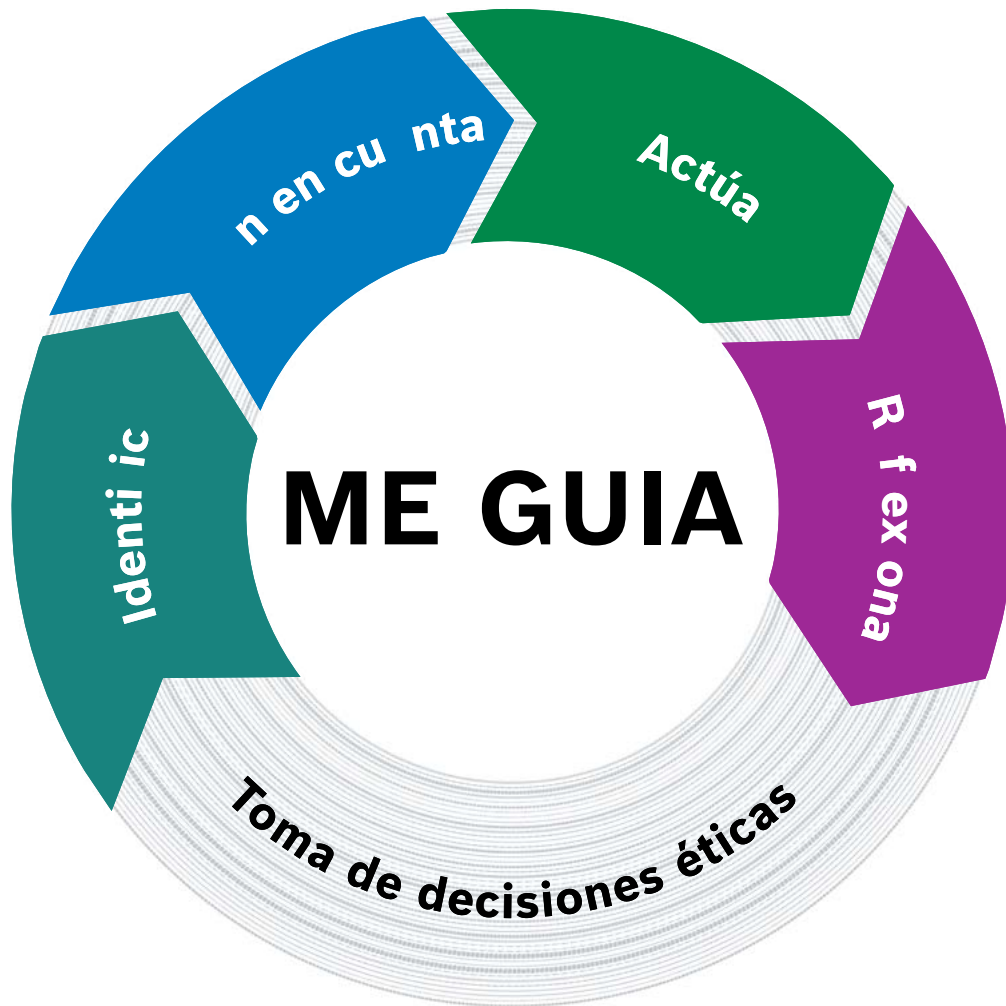 Identi ic
n en cu nta
Actúa
R f ex ona
ME GUIA
Toma de decisiones éticas